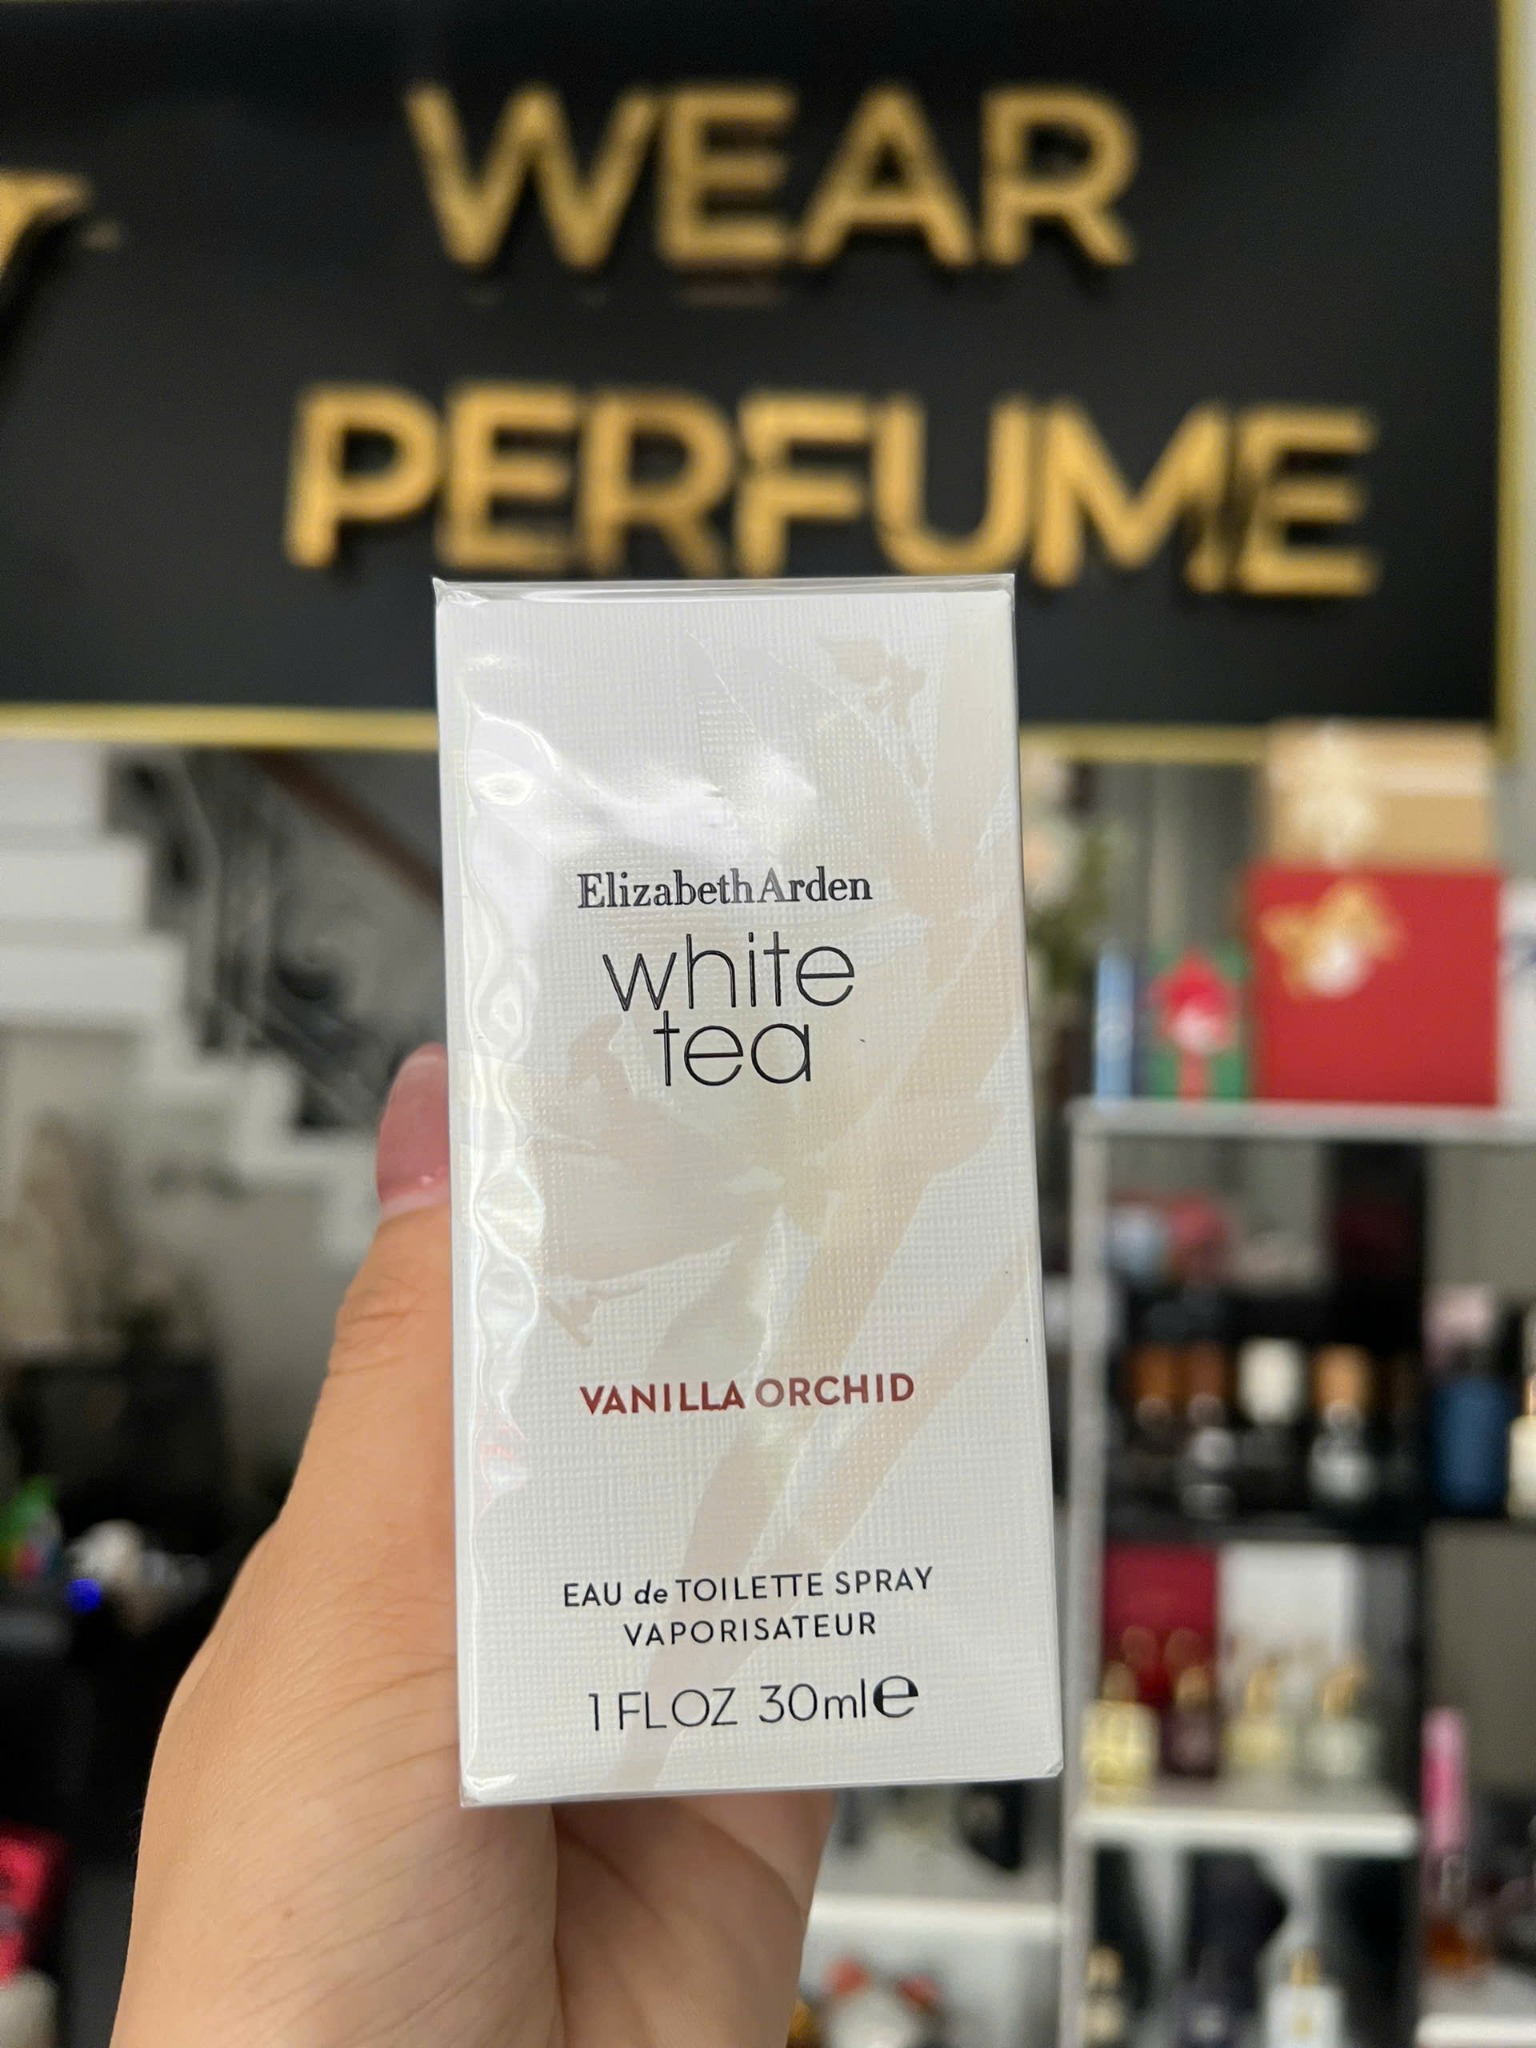 WEAR
PERFUME
ElizabethArden
white
tea
VANILLA ORCHID
EAU de TOILETTE SPRAY
VAPORISATEUR
1 FL OZ 30ml e